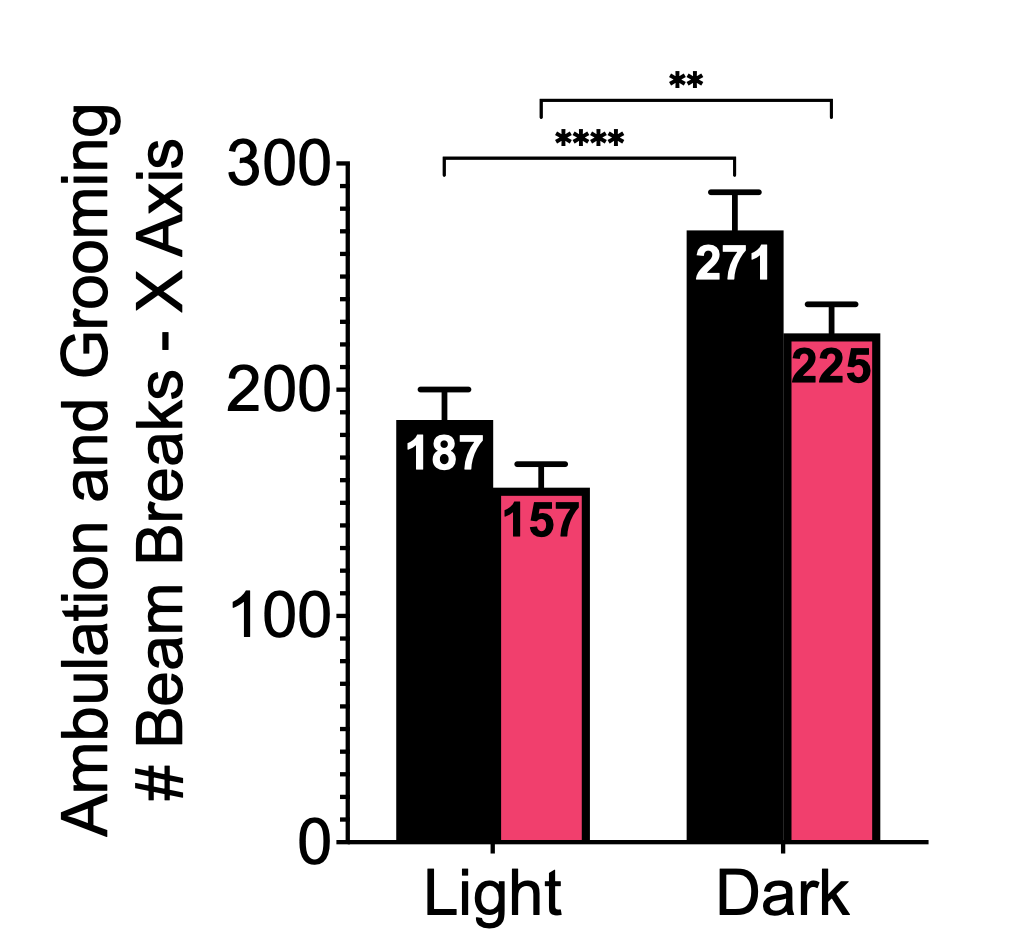 **
****
Ambulation and Grooming
# Beam Breaks - X Axis
300
200
100
0
271
225
187
157
Light
Dark